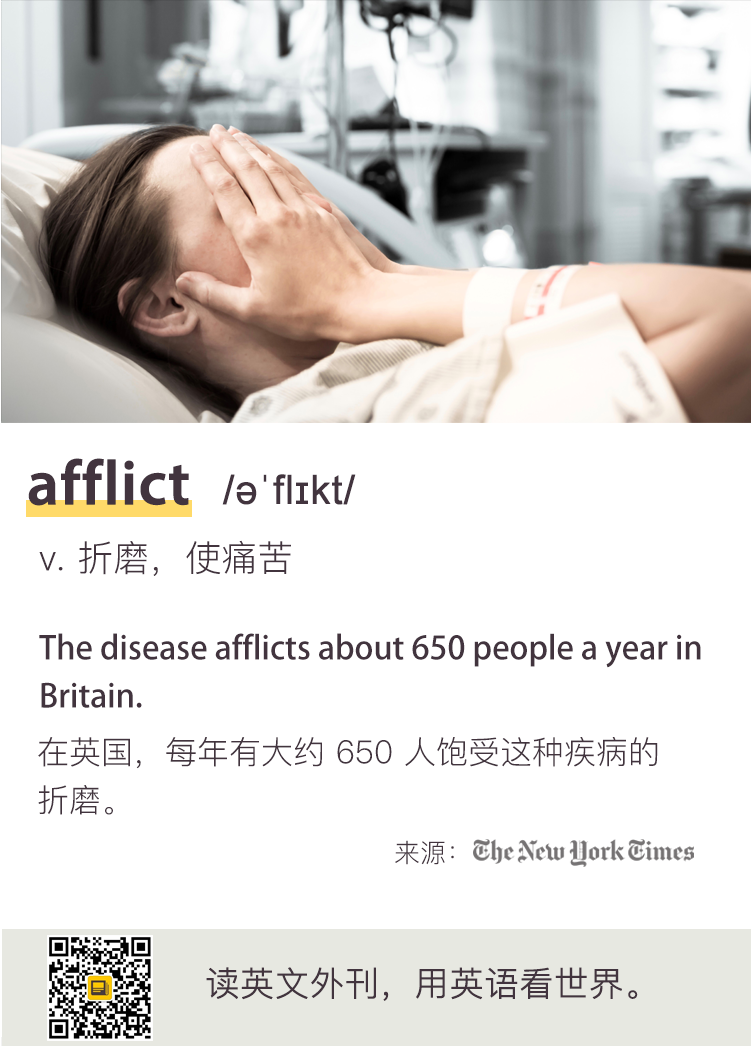 afflict /əˈflɪkt/
v. 折磨，使痛苦
The disease afflicts about 650 people a year in
Britain.
在英国，每年有大约 650 人饱受这种疾病的
折磨。
来源：The New York Times
读英文外刊，用英语看世界。